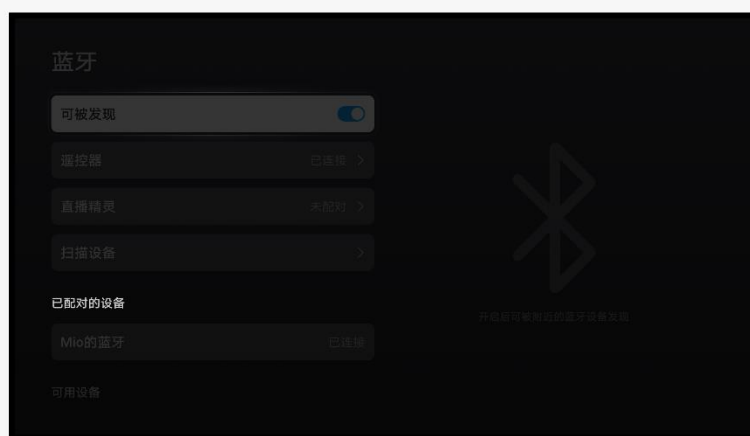 蓝牙
可被发现
遥控器 已连接
直播精灵 未配对
扫描设备
已配对的设备
Mio的蓝牙 已连接
可用设备
开启后可被附近的蓝牙设备发现